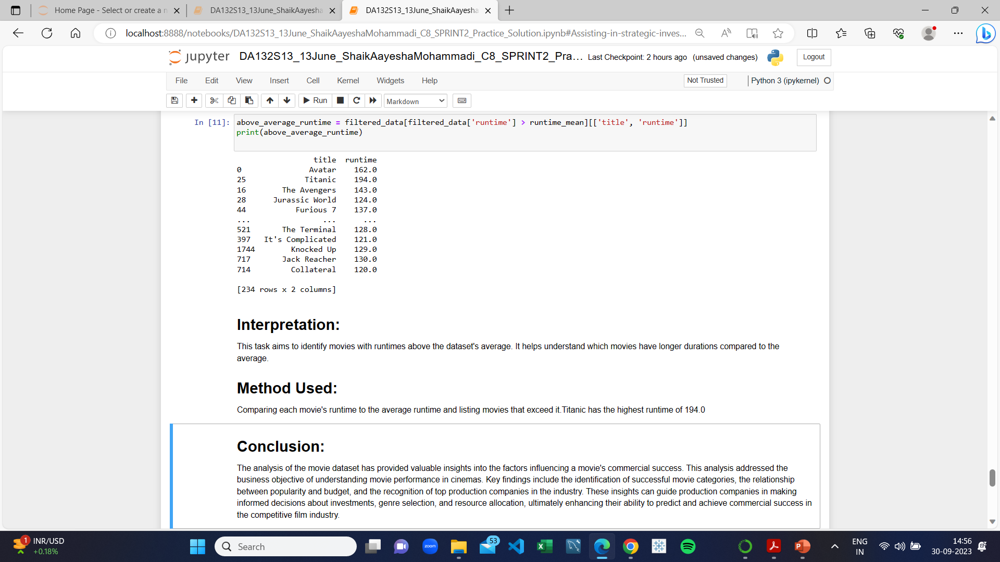 Home Page - Select or create a n
DA132S13_13June_ShaikAayesha
DA132S13_13June_ShaikAayesha
localhost:8888/notebooks/DA132S13_13June_ShaikAayeshaMohammadi_C8_SPRINT2_Practice_Solution.ipynb#Assisting-in-strategic-inves...
jupyter DA132S13_13June_ShaikAayeshaMohammadi_C8_SPRINT2_Pra... Last Checkpoint: 2 hours ago (unsaved changes) Logout
File Edit View Insert Cell Kernel Widgets Help Not Trusted Python 3 (ipykernel)
Run Markdown
In [11]: above_average_runtime = filtered_data[filtered_data['runtime'] > runtime_mean][['title', 'runtime']]
print(above_average_runtime)
title runtime
0 Avatar 162.0
25 Titanic 194.0
16 The Avengers 143.0
28 Jurassic World 124.0
44 Furious 7 137.0
... ... ...
521 The Terminal 128.0
397 It's Complicated 121.0
1744 Knocked Up 129.0
717 Jack Reacher 130.0
714 Collateral 120.0
[234 rows x 2 columns]
Interpretation:
This task aims to identify movies with runtimes above the dataset's average. It helps understand which movies have longer durations compared to the
average.
Method Used:
Comparing each movie's runtime to the average runtime and listing movies that exceed it.Titanic has the highest runtime of 194.0
Conclusion:
The analysis of the movie dataset has provided valuable insights into the factors influencing a movie's commercial success. This analysis addressed the
business objective of understanding movie performance in cinemas. Key findings include the identification of successful movie categories, the relationship
between popularity and budget, and the recognition of top production companies in the industry. These insights can guide production companies in making
informed decisions about investments, genre selection, and resource allocation, ultimately enhancing their ability to predict and achieve commercial success in
the competitive film industry.
1 INR/USD
+0.18%
Search
zoom
53
ENG
IN
14:56
30-09-2023